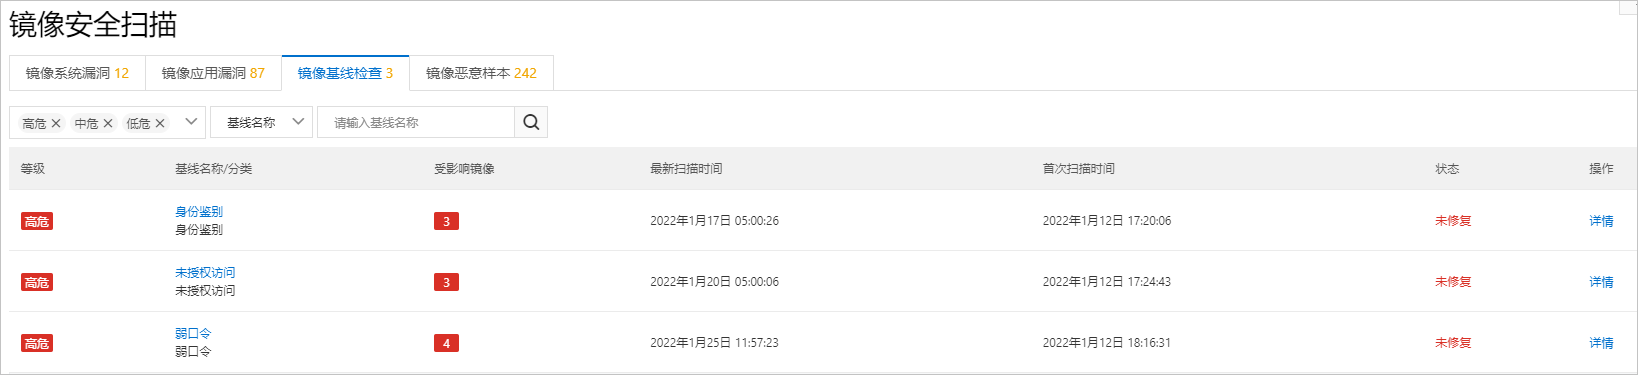 镜像安全扫描
镜像系统漏洞 12 镜像应用漏洞 87 镜像基线检查 3 镜像恶意样本 242
高危 中危 低危 基线名称 请输入基线名称
等级 基线名称/分类 受影响镜像 最新扫描时间 首次扫描时间 状态 操作
身份鉴别
高危 3 2022年1月17日 05:00:26 2022年1月12日 17:20:06 未修复 详情
身份鉴别
未授权访问
高危 3 2022年1月20日 05:00:06 2022年1月12日 17:24:43 未修复 详情
未授权访问
弱口令
高危 4 2022年1月25日 11:57:23 2022年1月12日 18:16:31 未修复 详情
弱口令